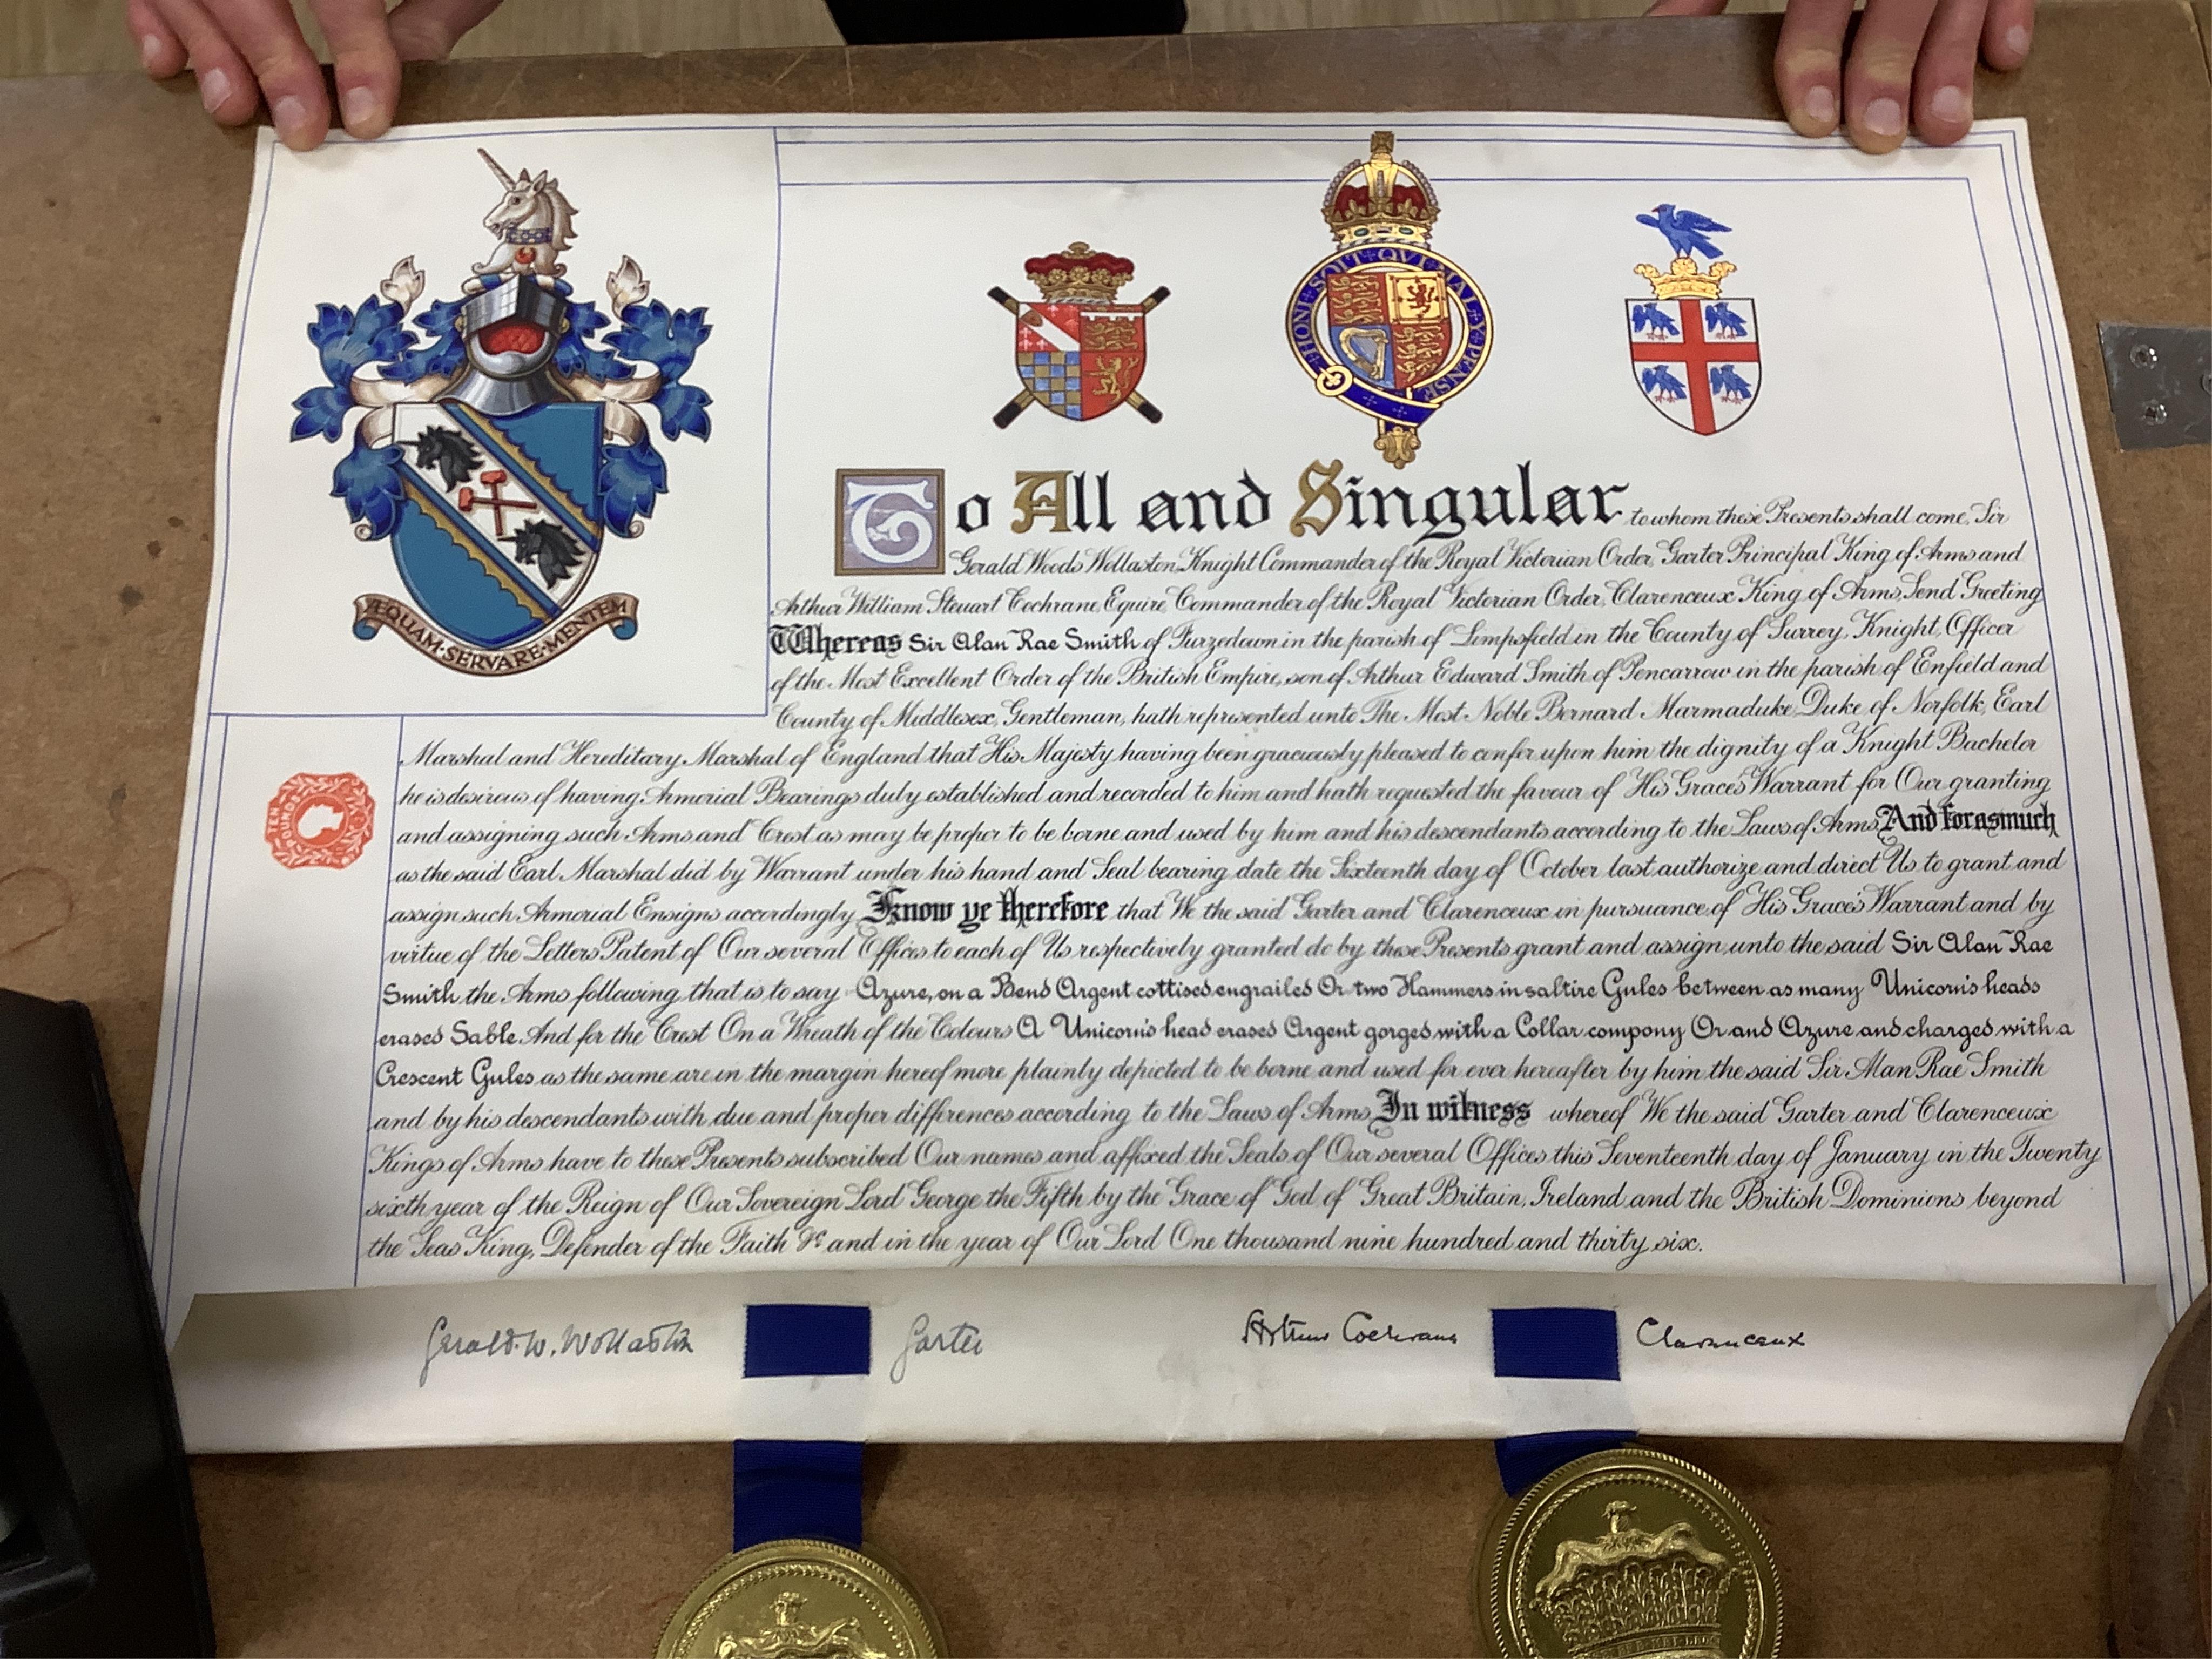 ÆQUAM·SERVARE·MENTEM
HONI·SOIT·QVI·MAL·Y·PENSE
To All and Singular to whom these Presents shall come, Sir
Gerald Woods Wollaston Knight Commander of the Royal Victorian Order, Garter Principal King of Arms and
Arthur William Steuart Cochrane Equire, Commander of the Royal Victorian Order, Clarenceux King of Arms, Send Greeting
Whereas Sir Alan Rae Smith of Furzedown in the parish of Limpsfield in the County of Surrey, Knight, Officer
of the Most Excellent Order of the British Empire, son of Arthur Edward Smith of Pencarrow in the parish of Enfield and
County of Middlesex, Gentleman, hath represented unto The Most Noble Bernard Marmaduke Duke of Norfolk, Earl
Marshal and Hereditary Marshal of England that His Majesty having been graciously pleased to confer upon him the dignity of a Knight Bachelor
he is desirous of having Armorial Bearings duly established and recorded to him and hath requested the favour of His Grace's Warrant for Our granting
and assigning such Arms and Crest as may be proper to be borne and used by him and his descendants according to the Laws of Arms And forasmuch
as the said Earl Marshal did by Warrant under his hand and Seal bearing date the Sixteenth day of October last authorize and direct Us to grant and
assign such Armorial Ensigns accordingly Know ye therefore that We the said Garter and Clarenceux in pursuance of His Grace's Warrant and by
virtue of the Letters Patent of Our several Offices to each of Us respectively granted do by these Presents grant and assign unto the said Sir Alan Rae
Smith the Arms following that is to say Azure, on a Bend Argent cottised engrailed Or two Hammers in saltire Gules between as many Unicorn's heads
erased Sable. And for the Crest On a Wreath of the Colours A Unicorn's head erased Argent gorged with a Collar compony Or and Azure and charged with a
Crescent Gules as the same are in the margin hereof more plainly depicted to be borne and used for ever hereafter by him the said Sir Alan Rae Smith
and by his descendants with due and proper differences according to the Laws of Arms. In witness whereof We the said Garter and Clarenceux
Kings of Arms have to these Presents subscribed Our names and affixed the Seals of Our several Offices this Seventeenth day of January in the Twenty
sixth year of the Reign of Our Sovereign Lord George the Fifth by the Grace of God of Great Britain, Ireland and the British Dominions beyond
the Seas King, Defender of the Faith &c and in the year of Our Lord One thousand nine hundred and thirty six.
TEN POUNDS
Gerald W. Wollaston Garter
Arthur Cochrane Clarenceux